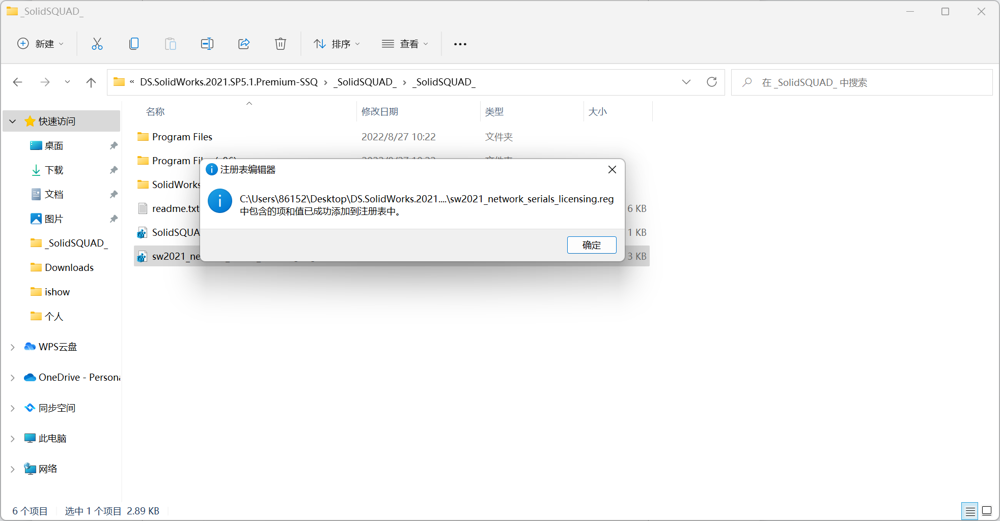 _SolidSQUAD_
新建
排序
查看
« DS.SolidWorks.2021.SP5.1.Premium-SSQ › _SolidSQUAD_ › _SolidSQUAD_
在 _SolidSQUAD_ 中搜索
快速访问
桌面
下载
文档
图片
_SolidSQUAD_
Downloads
ishow
个人
WPS云盘
OneDrive - Persona
同步空间
此电脑
网络
名称 修改日期 类型 大小
Program Files 2022/8/27 10:22 文件夹
Program Fil
SolidWorks
readme.txt 6 KB
SolidSQUA 1 KB
sw2021_ne 3 KB
注册表编辑器
C:\Users\86152\Desktop\DS.SolidWorks.2021....\sw2021_network_serials_licensing.reg
中包含的项和值已成功添加到注册表中。
确定
6 个项目 选中 1 个项目 2.89 KB